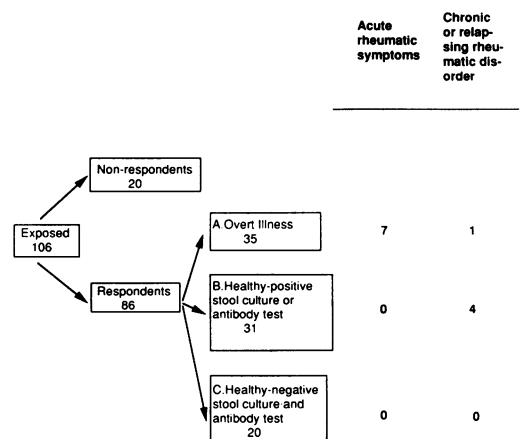 Acute
rheumatic
symptoms
Chronic
or relap-
sing rheu-
matic dis-
order
Non-respondents
20
Exposed
106
Respondents
86
A.Overt Illness
35
7
1
B.Healthy-positive
stool culture or
antibody test
31
0
4
C.Healthy-negative
stool culture and
antibody test
20
0
0